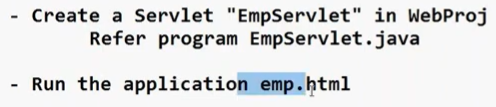 - Create a Servlet "EmpServlet" in WebProj
Refer program EmpServlet.java
- Run the application emp.html